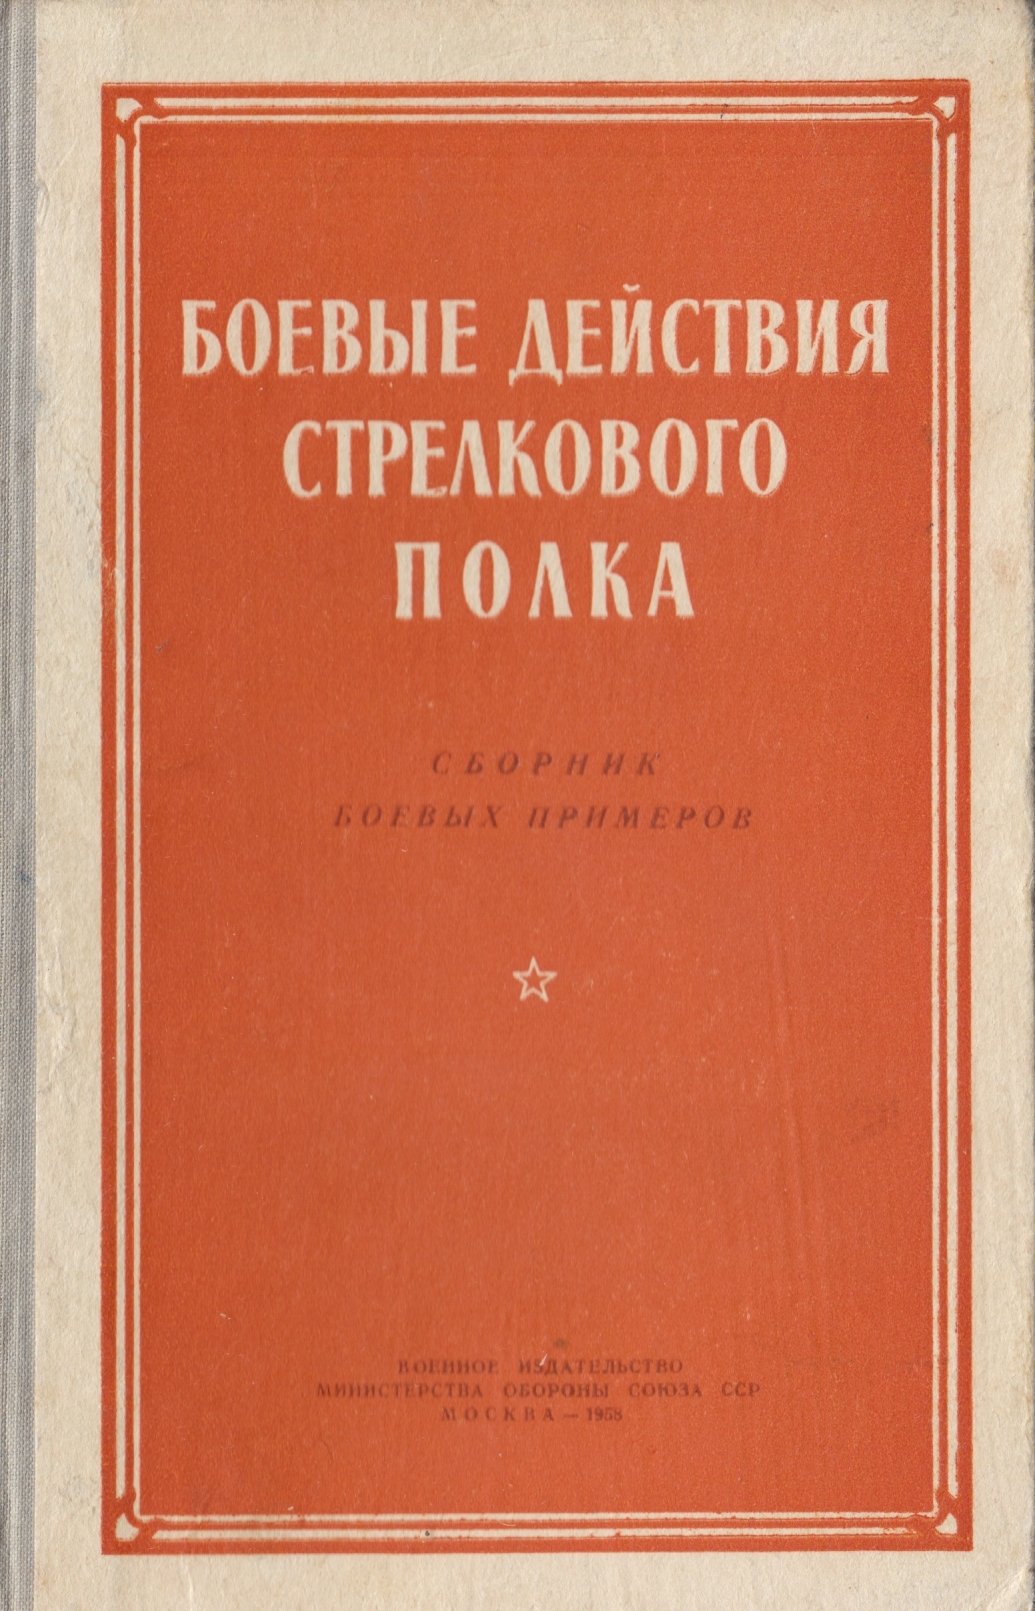 БОЕВЫЕ ДЕЙСТВИЯ
СТРЕЛКОВОГО
ПОЛКА
СБОРНИК
БОЕВЫХ ПРИМЕРОВ
ВОЕННОЕ ИЗДАТЕЛЬСТВО
МИНИСТЕРСТВА ОБОРОНЫ СОЮЗА ССР
МОСКВА — 1958